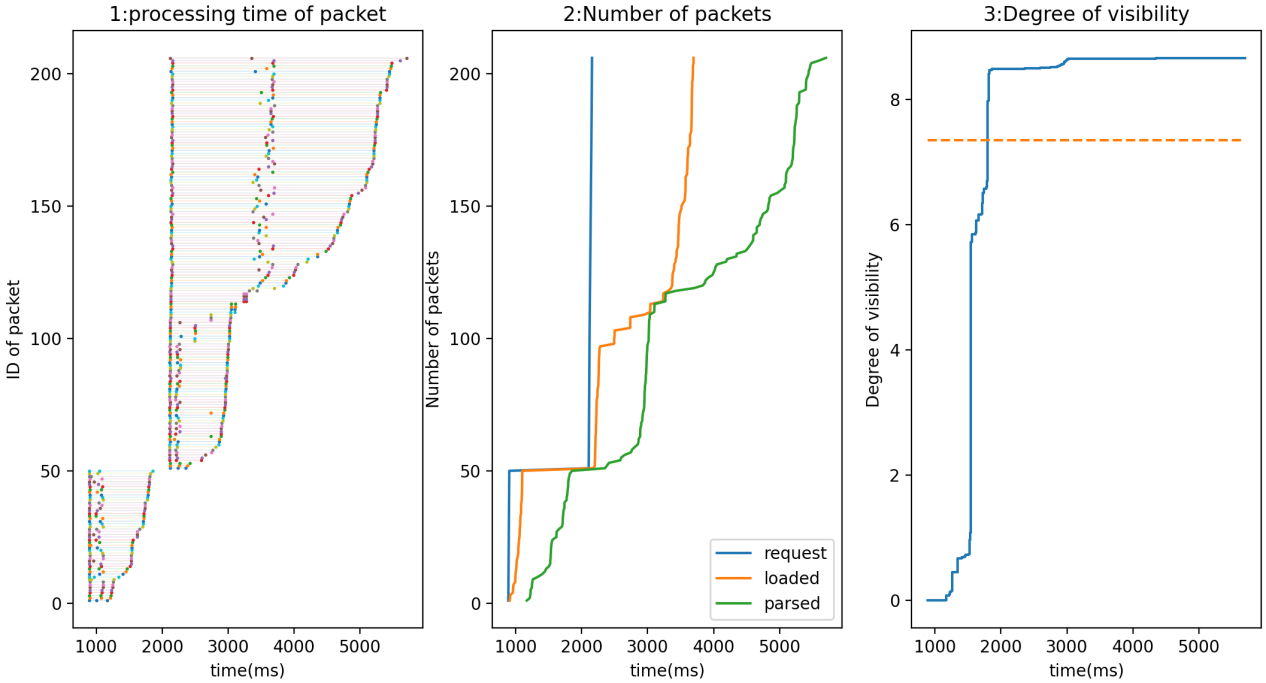 1:processing time of packet
ID of packet
200
150
100
50
0
1000 2000 3000 4000 5000
time(ms)
2:Number of packets
Number of packets
200
150
100
50
0
request
loaded
parsed
1000 2000 3000 4000 5000
time(ms)
3:Degree of visibility
Degree of visibility
8
6
4
2
0
1000 2000 3000 4000 5000
time(ms)